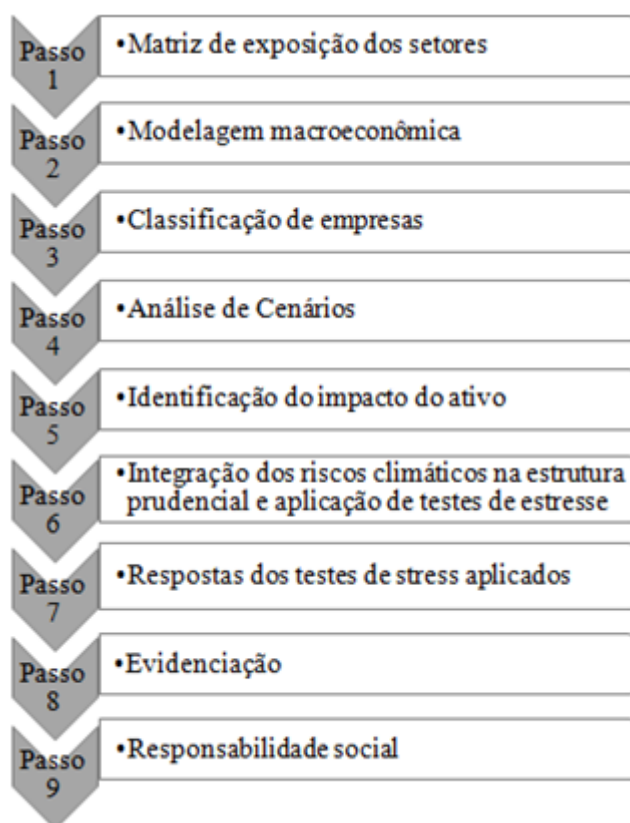 Passo
1
•Matriz de exposição dos setores
Passo
2
•Modelagem macroeconômica
Passo
3
•Classificação de empresas
Passo
4
•Análise de Cenários
Passo
5
•Identificação do impacto do ativo
Passo
6
•Integração dos riscos climáticos na estrutura
prudencial e aplicação de testes de estresse
Passo
7
•Respostas dos testes de stress aplicados
Passo
8
•Evidenciação
Passo
9
•Responsabilidade social